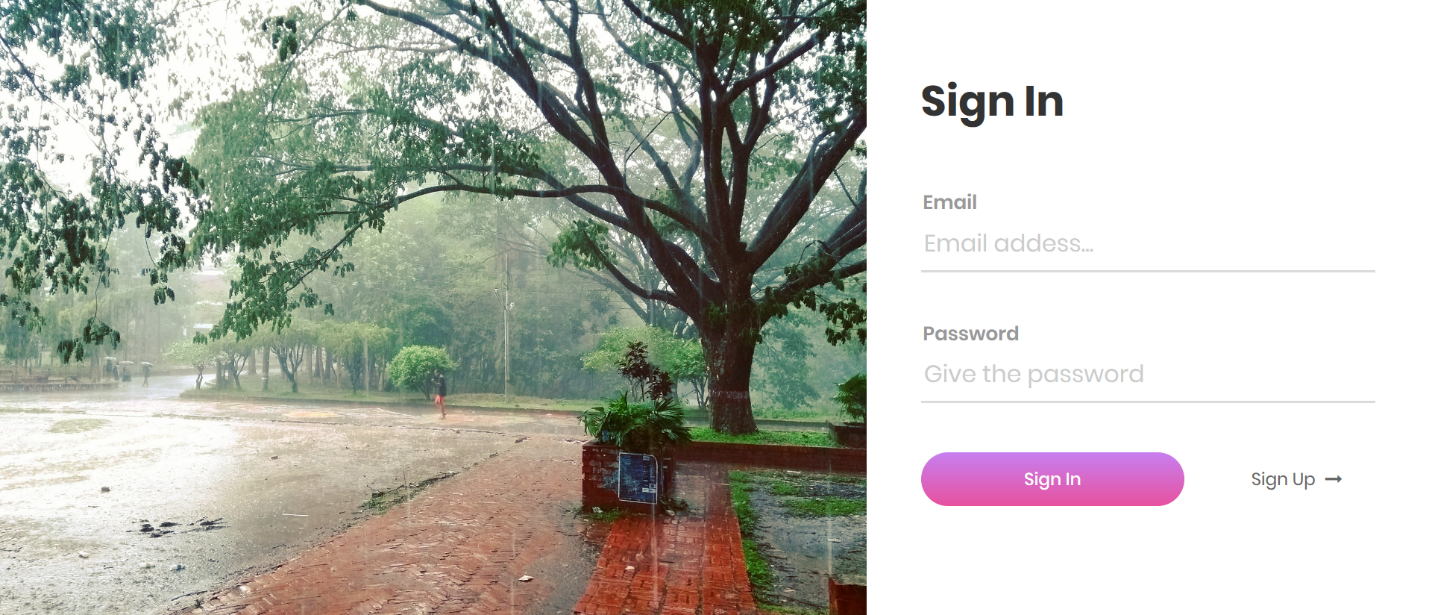 Sign In
Email
Email addess...
Password
Give the password
Sign In
Sign Up